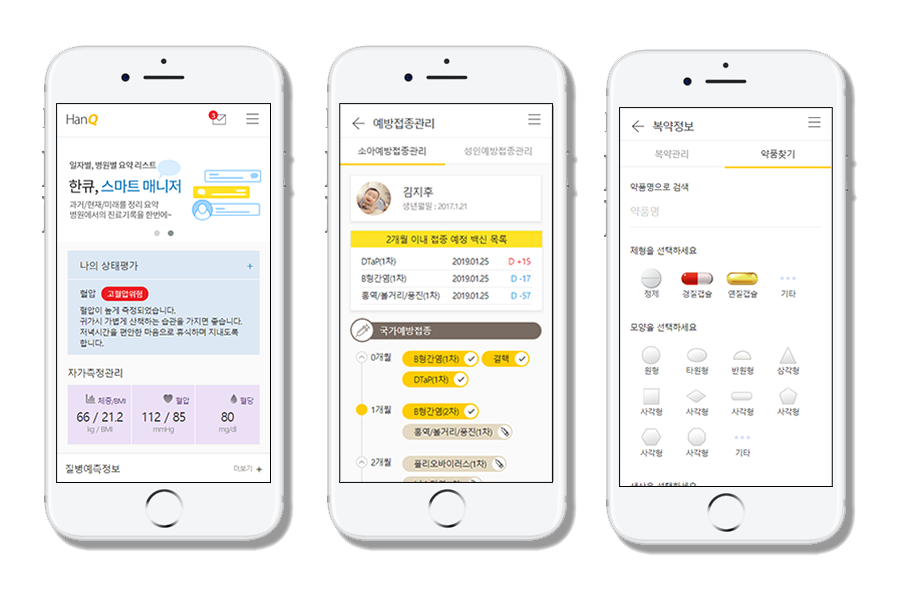 HanQ
3
일자별, 병원별 요약 리스트
한큐, 스마트 매니저
과거/현재/미래를 정리 요약
병원에서의 진료기록을 한번에~
나의 상태평가 +
혈압 고혈압위험
혈압이 높게 측정되었습니다.
귀가시 가볍게 산책하는 습관을 가지면 좋습니다.
저녁시간을 편안한 마음으로 휴식하며 지내도록
합니다.
자가측정관리
체중/BMI 혈압 혈당
66 / 21.2 112 / 85 80
kg / BMI mmHg mg/dl
질병예측정보 더보기 +
예방접종관리
소아예방접종관리 성인예방접종관리
김지후
생년월일 : 2017.1.21
2개월 이내 접종 예정 백신 목록
DTaP(1차) 2019.01.25 D +15
B형간염(1차) 2019.01.25 D -17
홍역/볼거리/풍진(1차) 2019.01.25 D -57
국가예방접종
0개월 B형간염(1차) 결핵
DTaP(1차)
1개월 B형간염(2차)
홍역/볼거리/풍진(1차)
2개월 폴리오바이러스(1차)
복약정보
복약관리 약품찾기
약품명으로 검색
약품명
제형을 선택하세요
정제 경질캡슐 연질캡슐 기타
모양을 선택하세요
원형 타원형 반원형 삼각형
사각형 사각형 사각형 사각형
사각형 사각형 기타